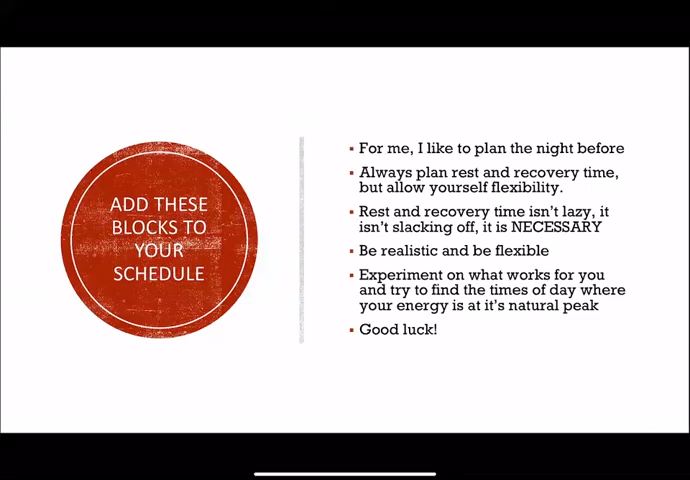 ADD THESE
BLOCKS TO
YOUR
SCHEDULE
▪ For me, I like to plan the night before
▪ Always plan rest and recovery time,
but allow yourself flexibility.
▪ Rest and recovery time isn't lazy, it
isn't slacking off, it is NECESSARY
▪ Be realistic and be flexible
▪ Experiment on what works for you
and try to find the times of day where
your energy is at it's natural peak
▪ Good luck!